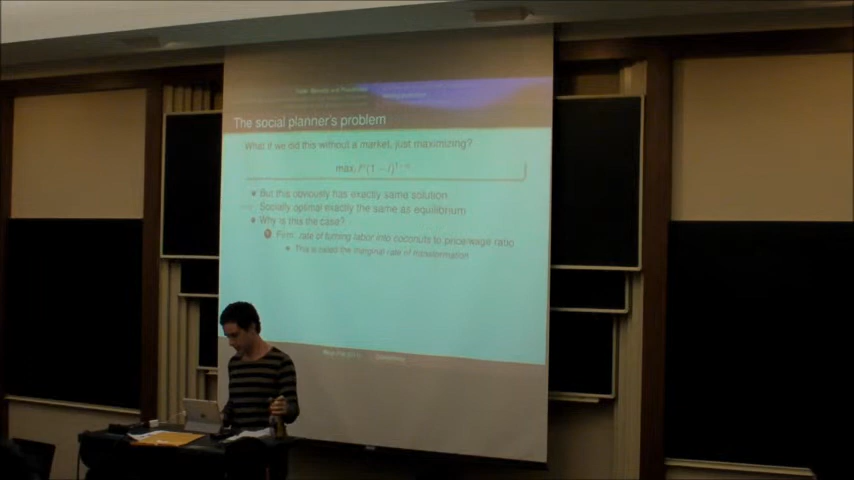 The social planner's problem
What if we did this without a market, just maximizing?
But this obviously has exactly same solution
Socially optimal exactly the same as equilibrium
Why is this the case?
1 Firm: rate of turning labor into coconuts to price/wage ratio
This is called the marginal rate of transformation